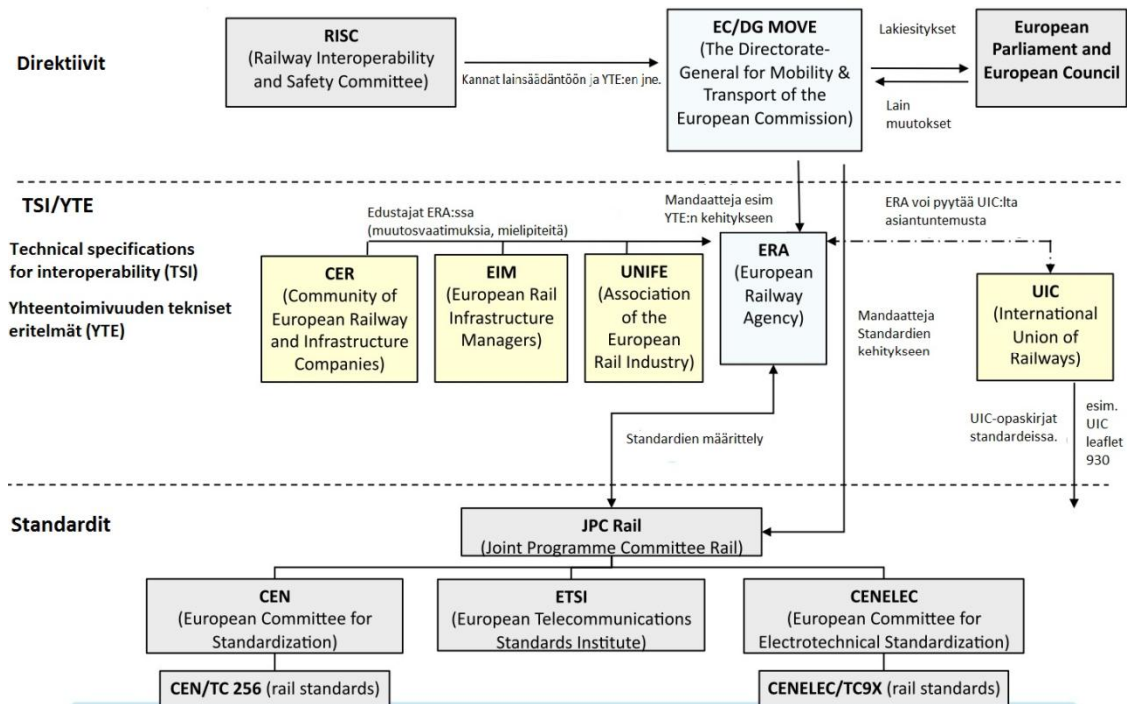 Direktiivit
RISC
(Railway Interoperability
and Safety Committee)
Kannat lainsäädäntöön ja YTE:en jne.
EC/DG MOVE
(The Directorate-
General for Mobility &
Transport of the
European Commission)
Lakiesitykset
Lain
muutokset
European
Parliament and
European Council
TSI/YTE
Technical specifications
for interoperability (TSI)
Yhteentoimivuuden tekniset
eritelmät (YTE)
Edustajat ERA:ssa
(muutosvaatimuksia, mielipiteitä)
Mandaatteja esim
YTE:n kehitykseen
ERA voi pyytää UIC:lta
asiantuntemusta
CER
(Community of
European Railway
and Infrastructure
Companies)
EIM
(European Rail
Infrastructure
Managers)
UNIFE
(Association of
the European
Rail Industry)
ERA
(European
Railway
Agency)
Mandaatteja
Standardien
kehitykseen
UIC
(International
Union of
Railways)
Standardien määrittely
UIC-opaskirjat
standardeissa.
esim.
UIC
leaflet
930
Standardit
JPC Rail
(Joint Programme Committee Rail)
CEN
(European Committee for
Standardization)
ETSI
(European Telecommunications
Standards Institute)
CENELEC
(European Committee for
Electrotechnical Standardization)
CEN/TC 256 (rail standards)
CENELEC/TC9X (rail standards)